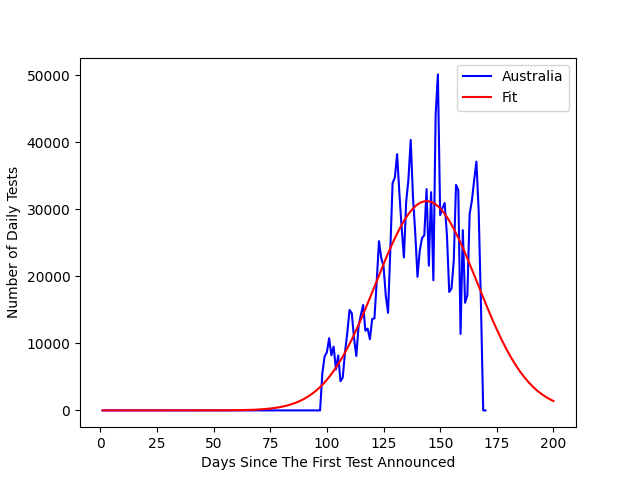 50000
40000
30000
20000
10000
0
Number of Daily Tests
Australia
Fit
0 25 50 75 100 125 150 175 200
Days Since The First Test Announced